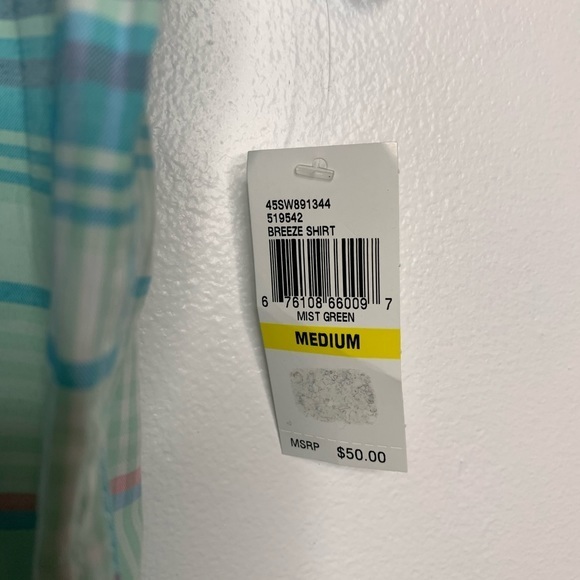 45SW891344
519542
BREEZE SHIRT
6 76108 66009 7
MIST GREEN
MEDIUM
MSRP $50.00